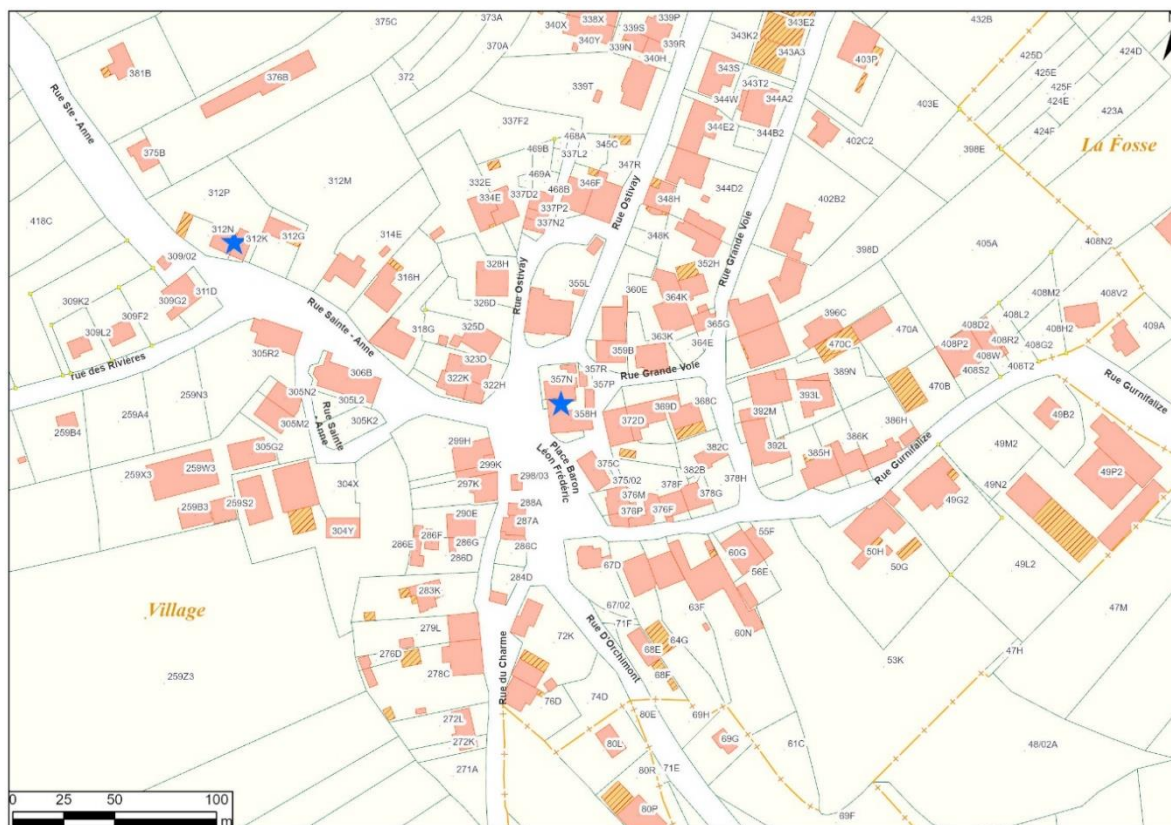 375C
373A
340X
338X
339S
339P
432B
340Y
339N
339R
343K2
343E2
370A
340H
343A3
425D
424D
381B
376B
372
339T
343S
343T2
403P
425E
425F
424E
423A
344W
344A2
403E
Rue Ste - Anne
337F2
468A
345C
344E2
344B2
402C2
424F
La Fosse
375B
469B
337L2
347R
398E
312P
312M
332E
469A
468B
346F
344D2
334E
337D2
348H
402B2
418C
337P2
337N2
Rue Ostivay
312N
312K
312G
314E
348K
398D
405A
408N2
309/02
328H
352H
Rue Grande Voie
309K2
309G2
311D
316H
326D
Rue Ostivay
355L
360E
364K
408M2
408V2
309F2
Rue Sainte - Anne
318G
325D
363K
365G
396C
470A
408D2
408L2
408H2
409A
309L2
305R2
323D
359B
364E
470C
408P2
408R2
408W
408G2
rue des Rivières
306B
322K
322H
357N
357R
357P
Rue Grande Voie
389N
408S2
408T2
259N3
305N2
305L2
358H
369D
368C
393L
470B
Rue Gurnifalize
259A4
305M2
Rue Sainte - Anne
305K2
372D
392M
386H
49B2
259B4
299H
Place Baron Léon Frédéric
392L
386K
305G2
299K
375C
382C
385H
49M2
259X3
259W3
297K
298/03
375/02
382B
378F
378H
Rue Gurnifalize
49P2
304X
288A
376M
378G
49G2
49N2
259B3
259S2
304Y
290E
287A
376P
376F
286E
286F
286G
286D
286C
67D
60G
55F
50H
50G
49L2
284D
56E
Village
283K
67/02
63F
47M
279L
71F
60N
72K
68E
64G
47H
276D
278C
Rue D'Orchimont
68F
53K
259Z3
Rue du Charme
76D
74D
80E
69H
272L
272K
80L
69G
61C
48/02A
271A
80R
71E
80P
69F
0 25 50 100
m